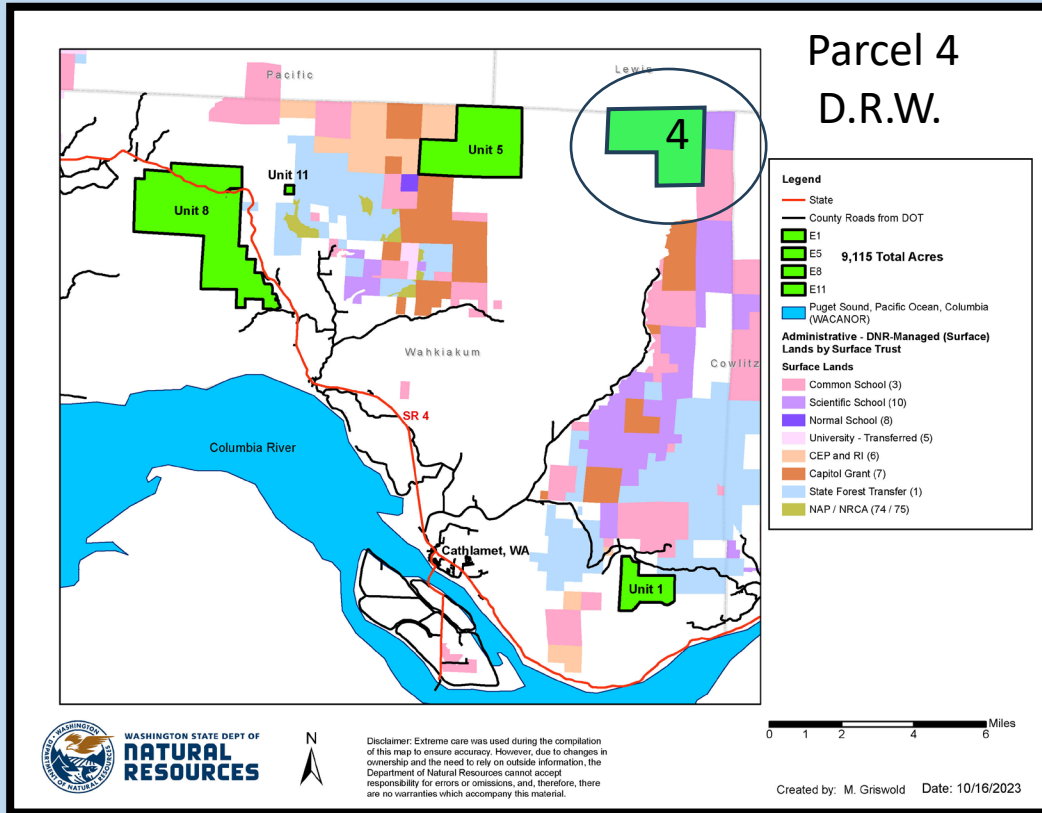 Parcel 4
D.R.W.
Pacific
Lewis
4
Unit 5
Unit 11
Unit 8
Wahkiakum
Cowlitz
SR 4
Columbia River
Cathlamet, WA
Unit 1
Legend
State
County Roads from DOT
E1
E5
9,115 Total Acres
E8
E11
Puget Sound, Pacific Ocean, Columbia
(WACANOR)
Administrative - DNR-Managed (Surface)
Lands by Surface Trust
Surface Lands
Common School (3)
Scientific School (10)
Normal School (8)
University - Transferred (5)
CEP and RI (6)
Capitol Grant (7)
State Forest Transfer (1)
NAP / NRCA (74 / 75)
WASHINGTON
DEPARTMENT OF NATURAL RESOURCES
WASHINGTON STATE DEPT OF
NATURAL
RESOURCES
N
Disclaimer: Extreme care was used during the compilation
of this map to ensure accuracy. However, due to changes in
ownership and the need to rely on outside information, the
Department of Natural Resources cannot accept
responsibility for errors or omissions, and, therefore, there
are no warranties which accompany this material.
Miles
0 1 2 4 6
Created by: M. Griswold Date: 10/16/2023